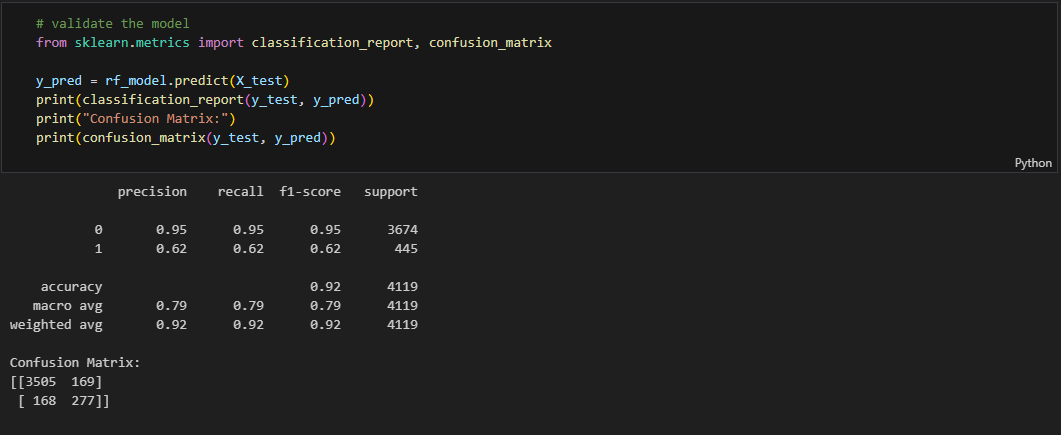 # validate the model
from sklearn.metrics import classification_report, confusion_matrix
y_pred = rf_model.predict(X_test)
print(classification_report(y_test, y_pred))
print("Confusion Matrix:")
print(confusion_matrix(y_test, y_pred))
Python
precision recall f1-score support
0 0.95 0.95 0.95 3674
1 0.62 0.62 0.62 445
accuracy 0.92 4119
macro avg 0.79 0.79 0.79 4119
weighted avg 0.92 0.92 0.92 4119
Confusion Matrix:
[[3505 169]
[ 168 277]]